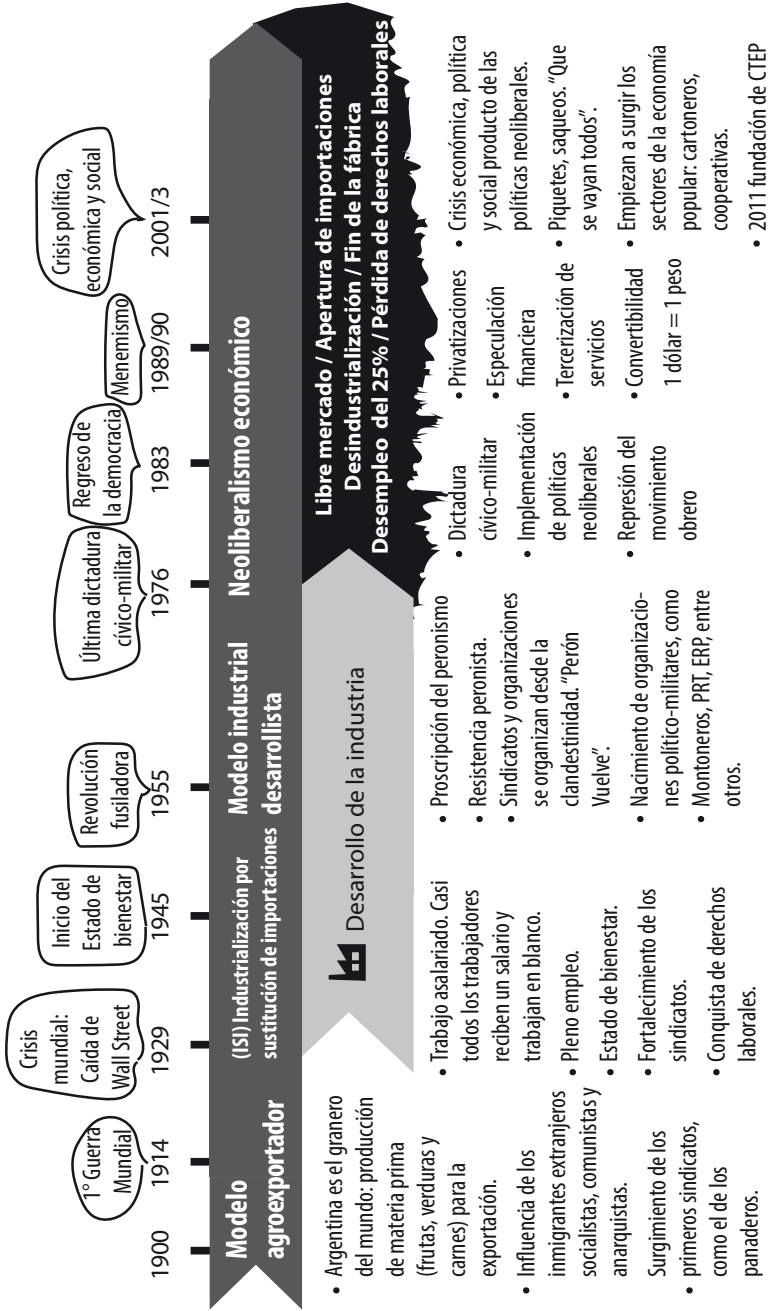 1° Guerra
Mundial
Crisis
mundial:
Caída de
Wall Street
Inicio del
Estado de
bienestar
Revolución
fusiladora
Última dictadura
cívico-militar
Regreso de
la democracia
Menemismo
Crisis política,
económica y social
1900
1914
1929
1945
1955
1976
1983
1989/90
2001/3
Modelo
agroexportador
(ISI) Industrialización por
sustitución de importaciones
Modelo industrial
desarrollista
Neoliberalismo económico
Desarrollo de la industria
Libre mercado / Apertura de importaciones
Desindustrialización / Fin de la fábrica
Desempleo del 25% / Pérdida de derechos laborales
• Argentina es el granero
del mundo: producción
de materia prima
(frutas, verduras y
carnes) para la
exportación.
• Influencia de los
inmigrantes extranjeros
socialistas, comunistas y
anarquistas.
Surgimiento de los
• primeros sindicatos,
como el de los
panaderos.
• Trabajo asalariado. Casi
todos los trabajadores
reciben un salario y
trabajan en blanco.
• Pleno empleo.
• Estado de bienestar.
• Fortalecimiento de los
sindicatos.
• Conquista de derechos
laborales.
• Proscripción del peronismo
• Resistencia peronista.
• Sindicatos y organizaciones
se organizan desde la
clandestinidad. “Perón
Vuelve”.
• Nacimiento de organizacio-
nes político-militares, como
• Montoneros, PRT, ERP, entre
otros.
• Dictadura
cívico-militar
• Implementación
de políticas
neoliberales
• Represión del
movimiento
obrero
• Privatizaciones
• Especulación
financiera
• Tercerización de
servicios
• Convertibilidad
1 dólar = 1 peso
• Crisis económica, política
y social producto de las
políticas neoliberales.
• Piquetes, saqueos. “Que
se vayan todos”.
• Empiezan a surgir los
sectores de la economía
popular: cartoneros,
cooperativas.
• 2011 fundación de CTEP